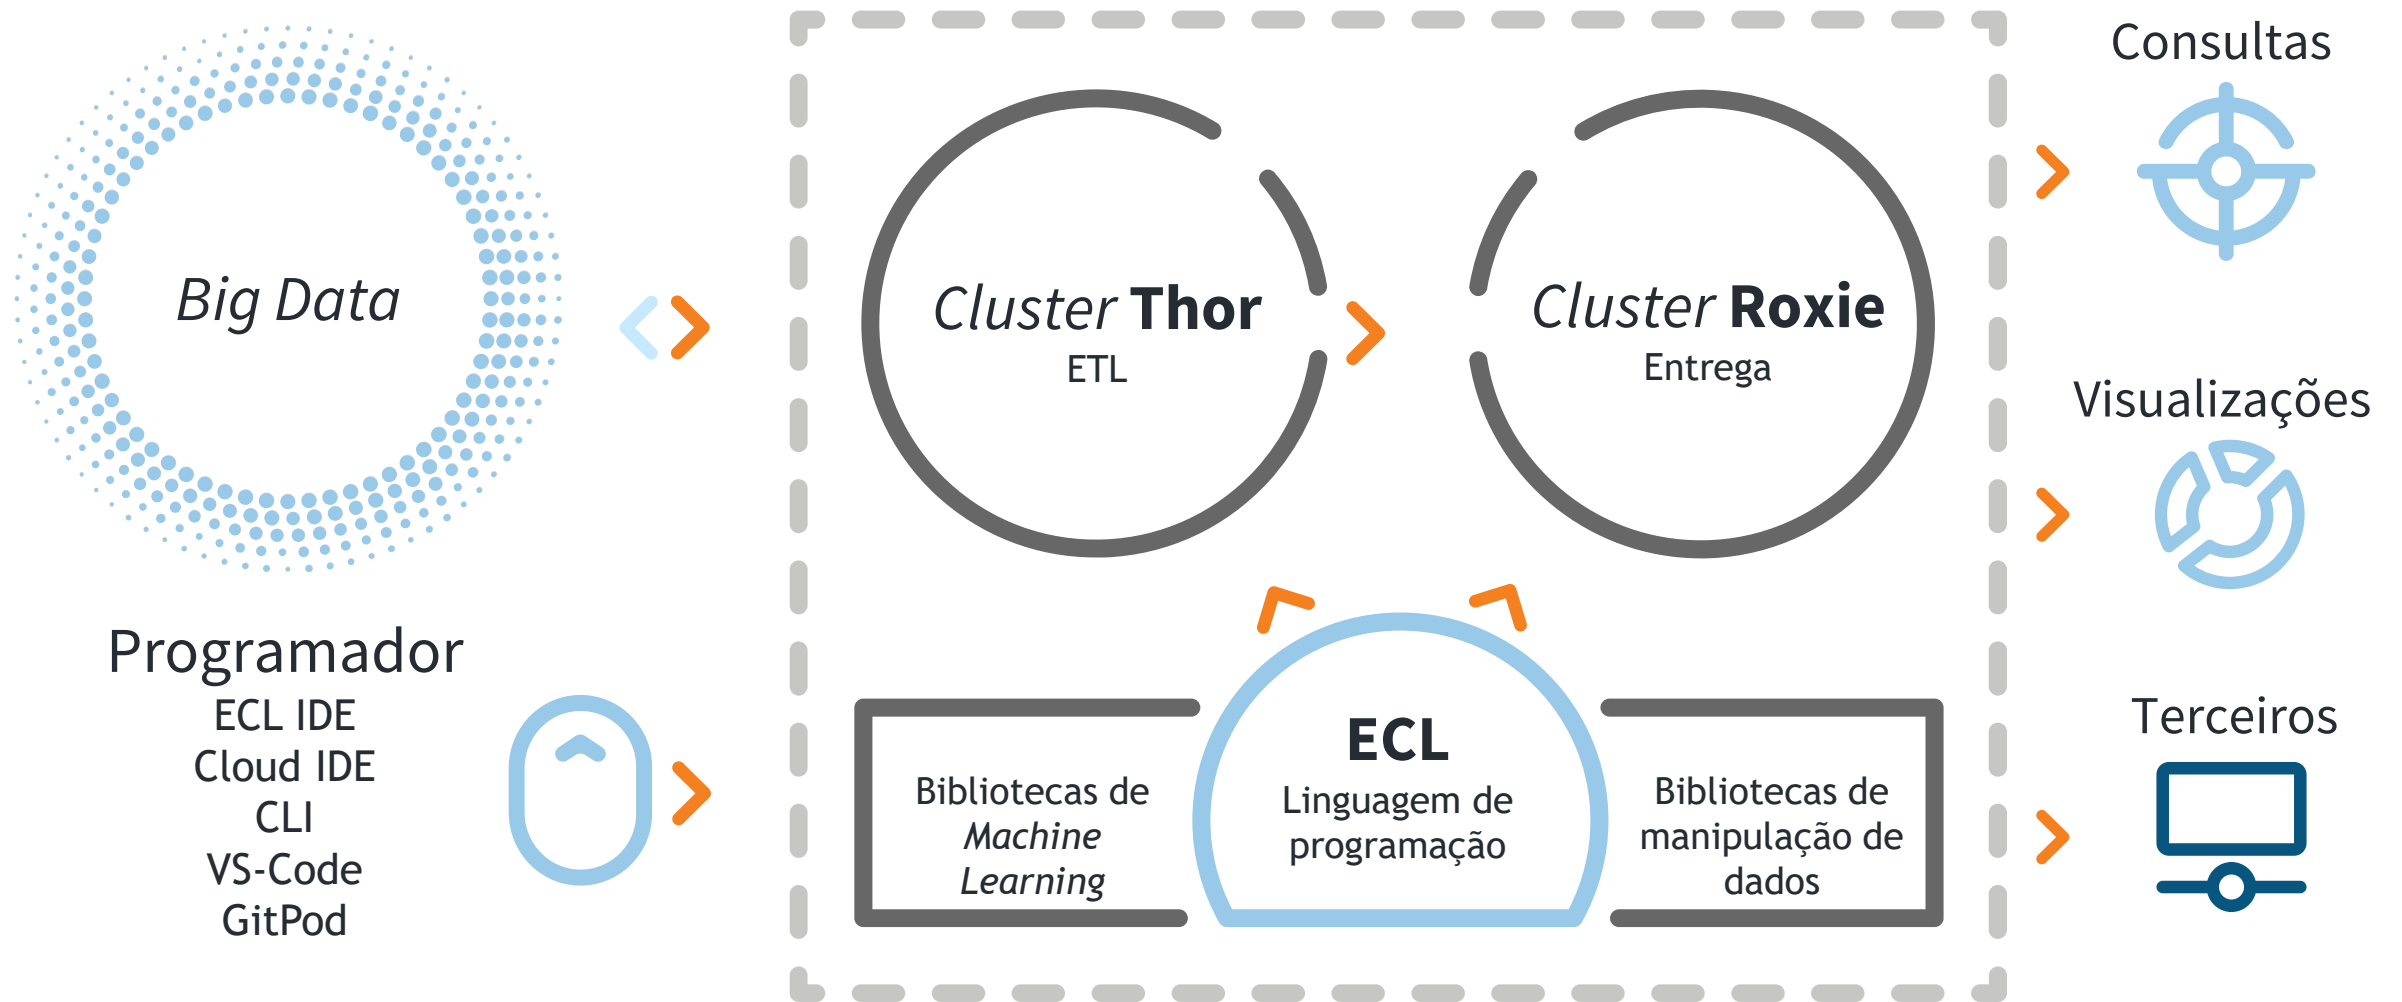 Big Data
Programador
ECL IDE
Cloud IDE
CLI
VS-Code
GitPod
Cluster Thor
ETL
Cluster Roxie
Entrega
Bibliotecas de
Machine
Learning
ECL
Linguagem de
programação
Bibliotecas de
manipulação de
dados
Consultas
Visualizações
Terceiros